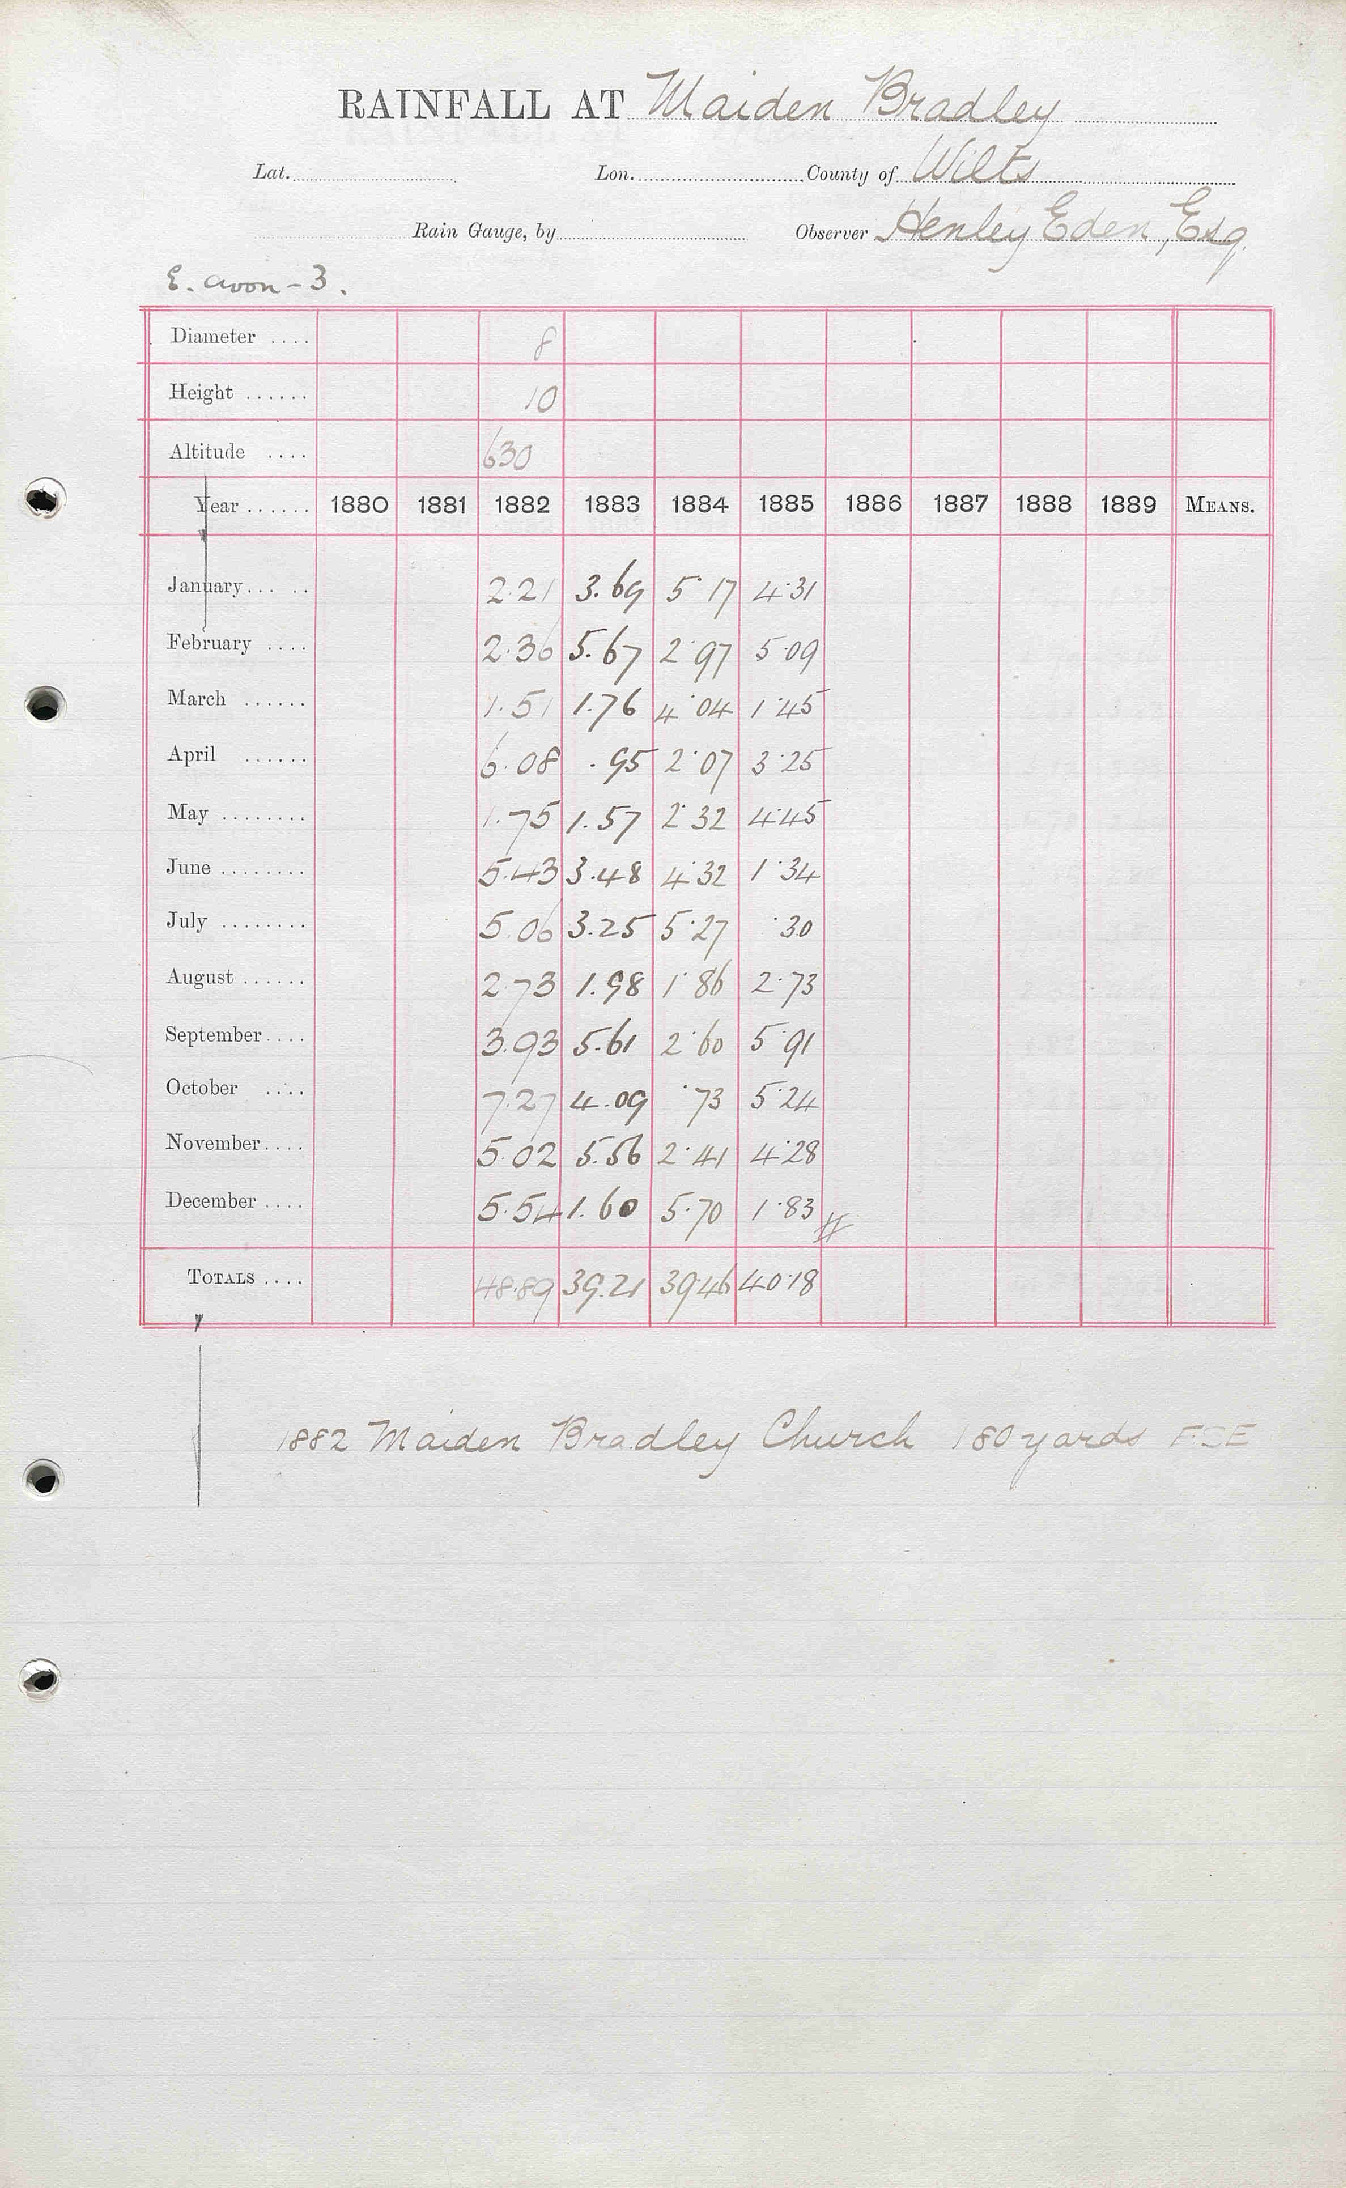 RAINFALL AT Maiden Bradley
Lat. Lon. County of Wilts
Rain Gauge, by Observer Henley Eden, Esq.
E. Avon - 3.
Diameter .... 8
Height ...... 10
Altitude .... 630
Year ...... 1880 1881 1882 1883 1884 1885 1886 1887 1888 1889 MEANS.
January ... .. 2.21 3.69 5.17 4.31
February .... 2.36 5.67 2.97 5.09
March ...... 1.51 1.76 4.04 1.45
April ...... 6.08 .95 2.07 3.25
May ........ 1.75 1.57 2.32 4.45
June ........ 5.43 3.48 4.32 1.34
July ........ 5.06 3.25 5.27 .30
August ...... 2.73 1.98 1.86 2.73
September .... 3.93 5.61 2.60 5.91
October .... 7.27 4.09 .73 5.24
November .... 5.02 5.56 2.41 4.28
December .... 5.54 1.60 5.70 1.83 //
TOTALS .... 48.89 39.21 39.46 40.18
1882 Maiden Bradley Church 180 yards ESE